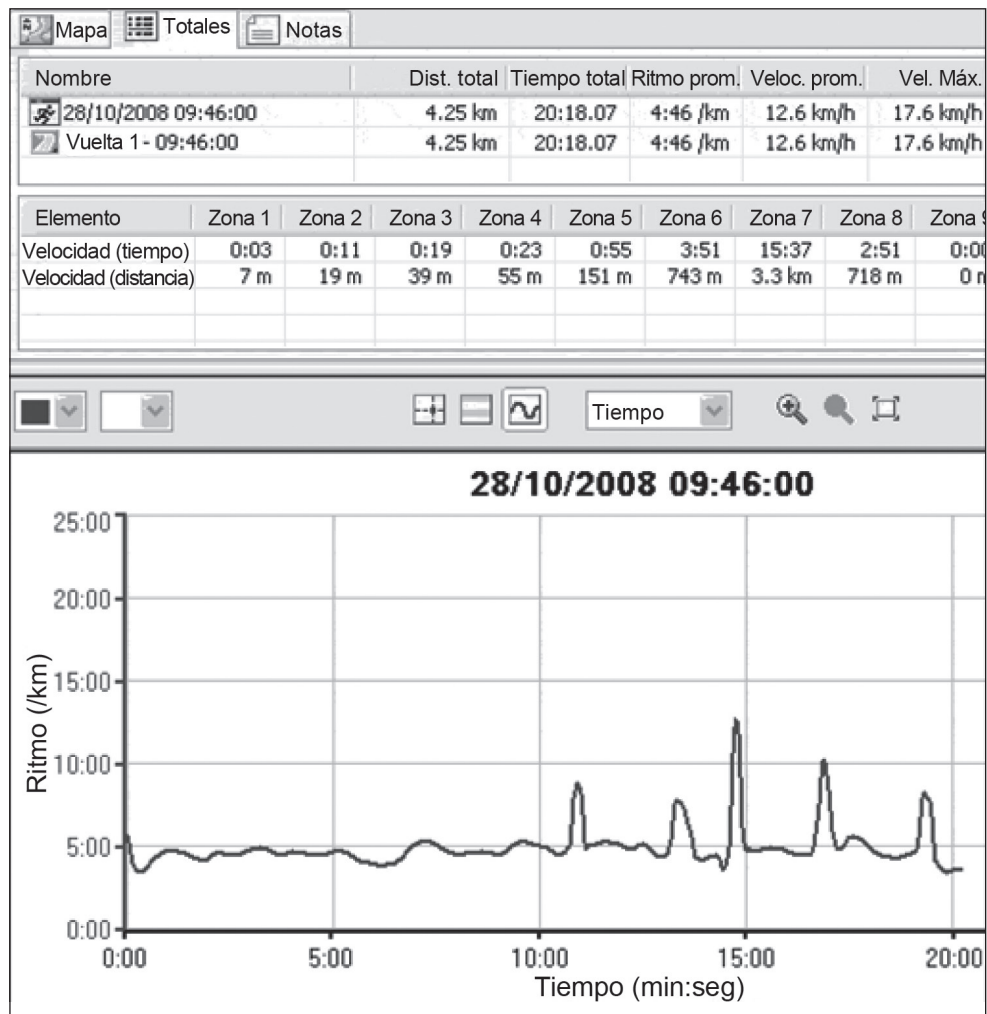 Mapa Totales Notas
Nombre Dist. total Tiempo total Ritmo prom. Veloc. prom. Vel. Máx.
28/10/2008 09:46:00 4.25 km 20:18.07 4:46 /km 12.6 km/h 17.6 km/h
Vuelta 1 - 09:46:00 4.25 km 20:18.07 4:46 /km 12.6 km/h 17.6 km/h
Elemento Zona 1 Zona 2 Zona 3 Zona 4 Zona 5 Zona 6 Zona 7 Zona 8 Zona 9
Velocidad (tiempo) 0:03 0:11 0:19 0:23 0:55 3:51 15:37 2:51 0:00
Velocidad (distancia) 7 m 19 m 39 m 55 m 151 m 743 m 3.3 km 718 m 0 m
Tiempo
28/10/2008 09:46:00
25:00
20:00
15:00
10:00
5:00
0:00
Ritmo (/km)
0:00 5:00 10:00 15:00 20:00
Tiempo (min:seg)